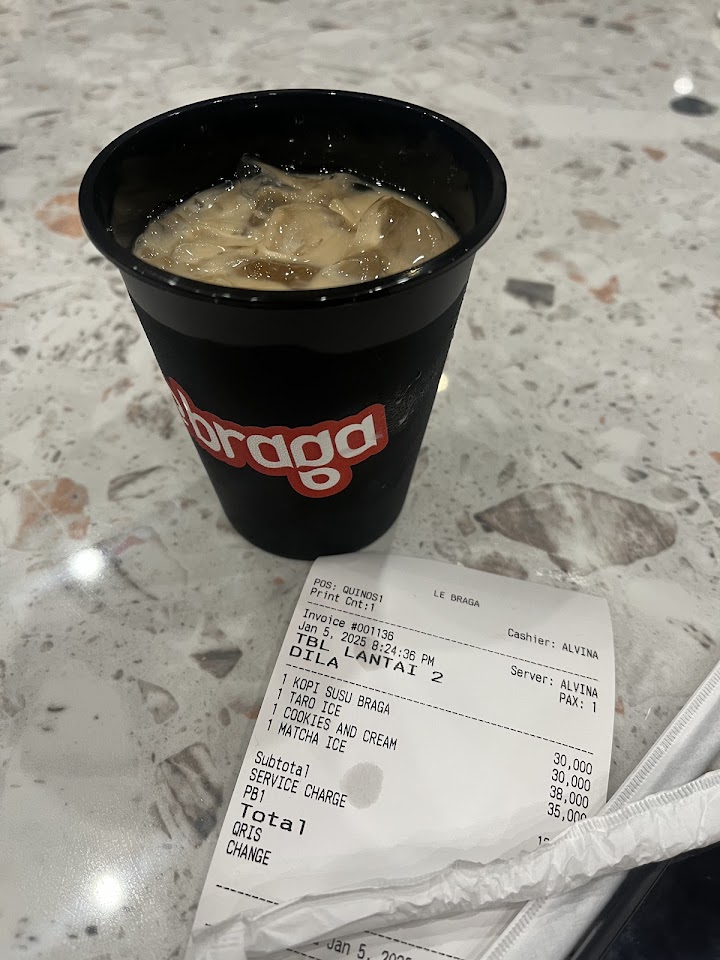 braga
LE BRAGA
POS: QUINOS1
Print Cnt:1
Cashier: ALVINA
Invoice #001136
Jan 5, 2025 8:24:36 PM
Server: ALVINA
TBL LANTAI 2
PAX: 1
DILA
1 KOPI SUSU BRAGA 30,000
1 TARO ICE 30,000
1 COOKIES AND CREAM 38,000
1 MATCHA ICE 35,000
Subtotal
SERVICE CHARGE
PB1
Total
QRIS
CHANGE
Jan 5,